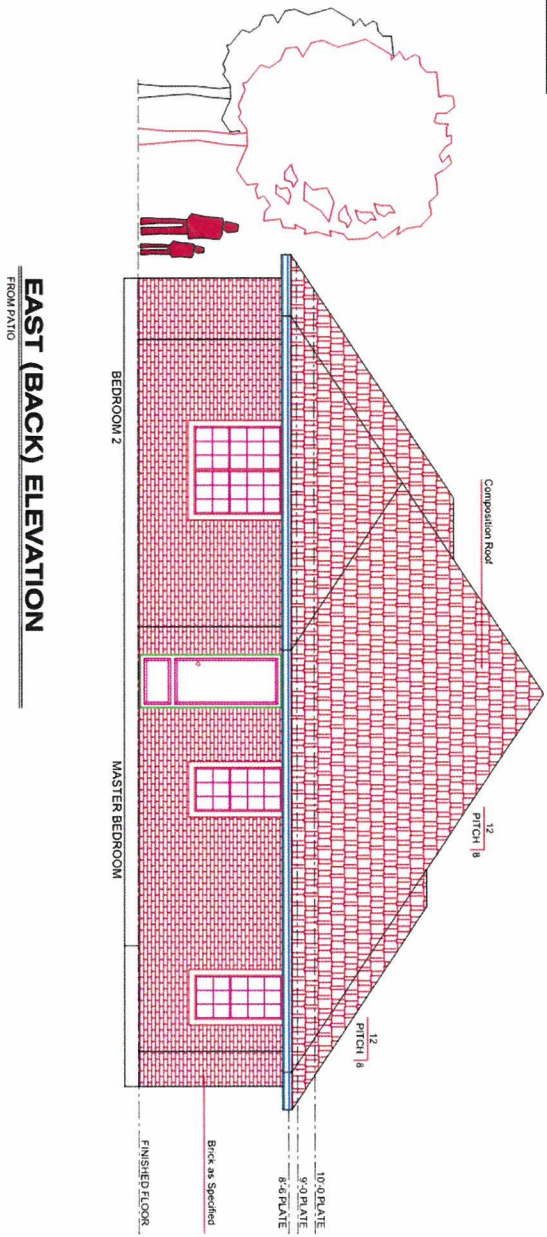 Composition Roof
12
PITCH 8
12
PITCH 8
10'-0 PLATE
9'-0 PLATE
8'-6 PLATE
Brick as Specified
FINISHED FLOOR
BEDROOM 2
MASTER BEDROOM
EAST (BACK) ELEVATION
FROM PATIO